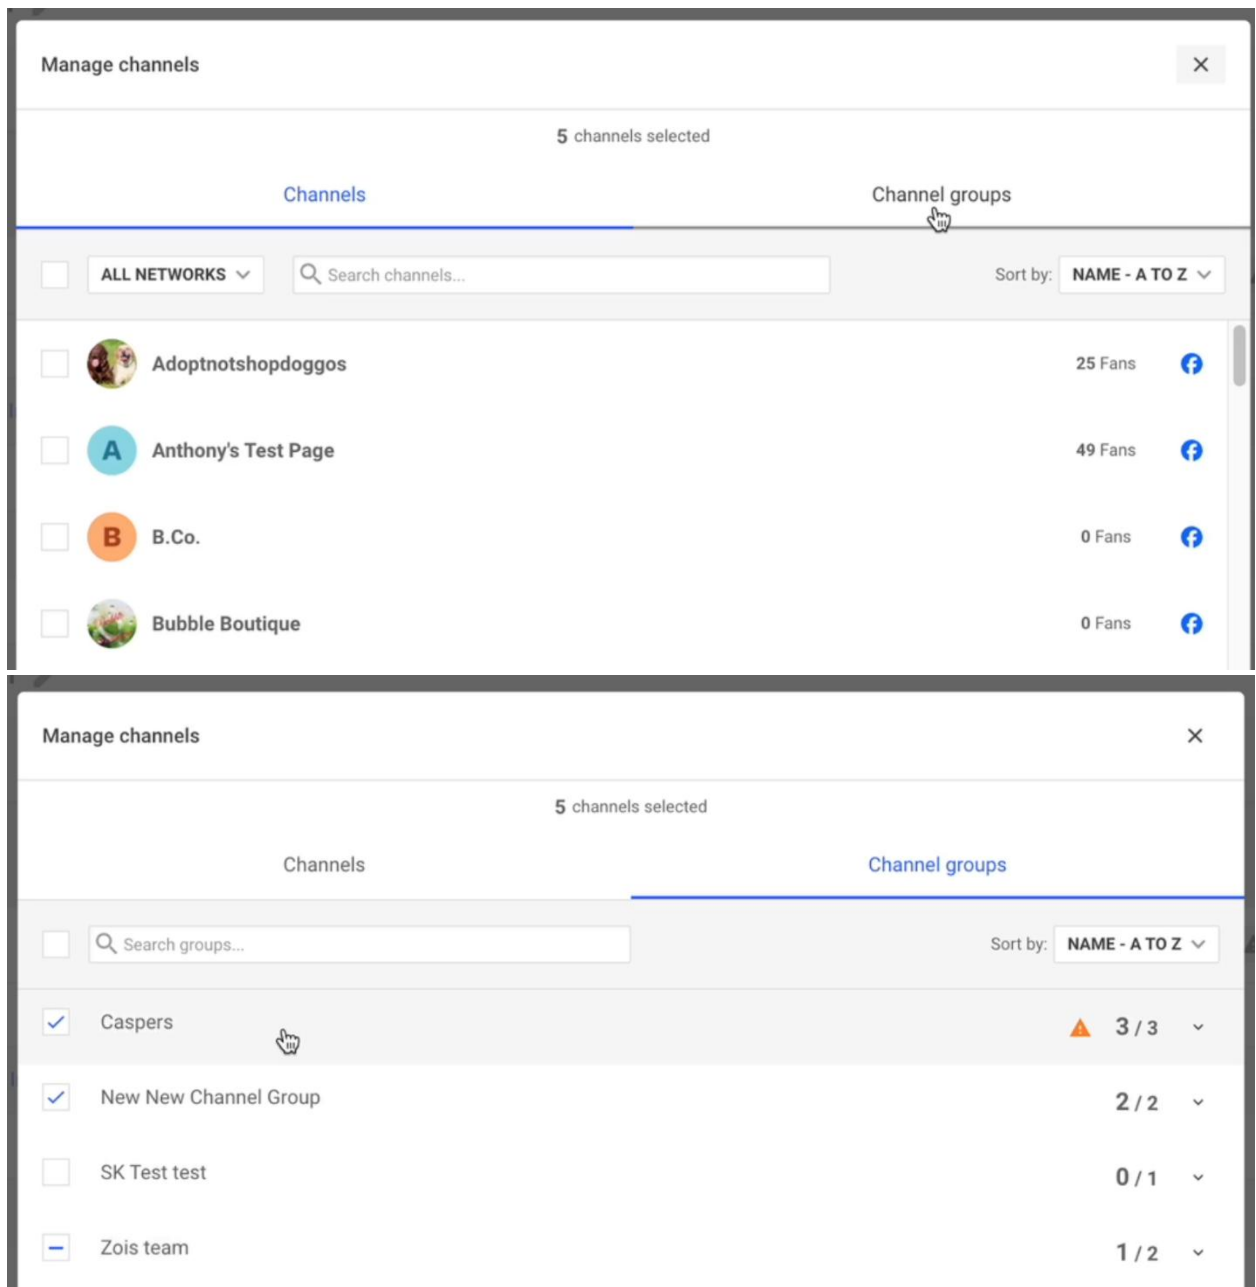 Manage channels
5 channels selected
Channels Channel groups
ALL NETWORKS Search channels... Sort by: NAME - A TO Z
Adoptnotshopdoggos 25 Fans
A Anthony's Test Page 49 Fans
B B.Co. 0 Fans
Bubble Boutique 0 Fans
Manage channels
5 channels selected
Channels Channel groups
Search groups... Sort by: NAME - A TO Z
Caspers 3 / 3
New New Channel Group 2 / 2
SK Test test 0 / 1
Zois team 1 / 2